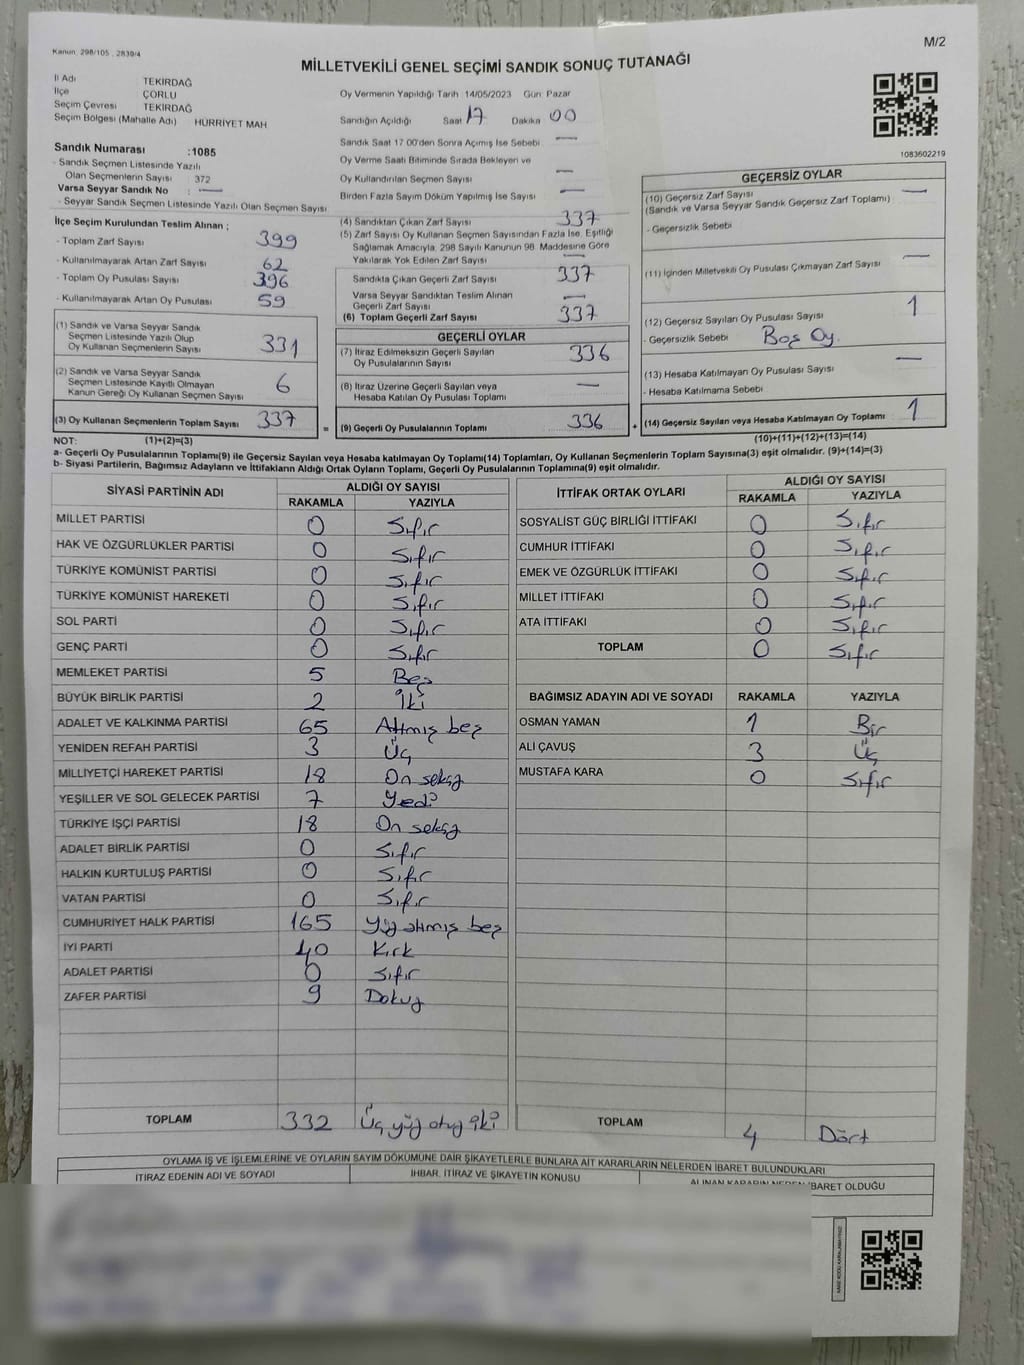 Kanun, 298/105 , 2839/4
M/2
MİLLETVEKİLİ GENEL SEÇİMİ SANDIK SONUÇ TUTANAĞI
İl Adı TEKİRDAĞ
İlçe ÇORLU
Seçim Çevresi TEKİRDAĞ
Seçim Bölgesi (Mahalle Adı) HÜRRİYET MAH
Sandık Numarası :1085
- Sandık Seçmen Listesinde Yazılı
Olan Seçmenlerin Sayısı : 372
Varsa Seyyar Sandık No : —
- Seyyar Sandık Seçmen Listesinde Yazılı Olan Seçmen Sayısı
İlçe Seçim Kurulundan Teslim Alınan ;
- Toplam Zarf Sayısı 399
- Kullanılmayarak Artan Zarf Sayısı 62
- Toplam Oy Pusulası Sayısı 396
- Kullanılmayarak Artan Oy Pusulası 59
(1) Sandık ve Varsa Seyyar Sandık
Seçmen Listesinde Yazılı Olup
Oy Kullanan Seçmenlerin Sayısı 331
(2) Sandık ve Varsa Seyyar Sandık
Seçmen Listesinde Kayıtlı Olmayan
Kanun Gereği Oy Kullanan Seçmen Sayısı 6
(3) Oy Kullanan Seçmenlerin Toplam Sayısı 337
Oy Vermenin Yapıldığı Tarih 14/05/2023 Gün: Pazar
Sandığın Açıldığı Saat 17 Dakika 00
Sandık Saat 17 00'den Sonra Açılmış İse Sebebi —
Oy Verme Saati Bitiminde Sırada Bekleyen ve
Oy Kullandırılan Seçmen Sayısı —
Birden Fazla Sayım Döküm Yapılmış İse Sayısı —
(4) Sandıktan Çıkan Zarf Sayısı 337
(5) Zarf Sayısı Oy Kullanan Seçmen Sayısından Fazla İse, Eşitliği
Sağlamak Amacıyla, 298 Sayılı Kanunun 98. Maddesine Göre
Yakılarak Yok Edilen Zarf Sayısı —
Sandıkta Çıkan Geçerli Zarf Sayısı 337
Varsa Seyyar Sandıktan Teslim Alınan
Geçerli Zarf Sayısı —
(6) Toplam Geçerli Zarf Sayısı 337
GEÇERLİ OYLAR
(7) İtiraz Edilmeksizin Geçerli Sayılan
Oy Pusulalarının Sayısı 336
(8) İtiraz Üzerine Geçerli Sayılan veya
Hesaba Katılan Oy Pusulası Toplamı —
= (9) Geçerli Oy Pusulalarının Toplamı 336 +
1083602219
GEÇERSİZ OYLAR
(10) Geçersiz Zarf Sayısı —
(Sandık ve Varsa Seyyar Sandık Geçersiz Zarf Toplamı)
- Geçersizlik Sebebi
(11) İçinden Milletvekili Oy Pusulası Çıkmayan Zarf Sayısı —
(12) Geçersiz Sayılan Oy Pusulası Sayısı 1
- Geçersizlik Sebebi Boş Oy.
(13) Hesaba Katılmayan Oy Pusulası Sayısı —
- Hesaba Katılmama Sebebi
(14) Geçersiz Sayılan veya Hesaba Katılmayan Oy Toplamı 1
NOT: (1)+(2)=(3) (10)+(11)+(12)+(13)=(14)
a- Geçerli Oy Pusulalarının Toplamı(9) ile Geçersiz Sayılan veya Hesaba Katılmayan Oy Toplamı(14) Toplamları, Oy Kullanan Seçmenlerin Toplam Sayısına(3) eşit olmalıdır. (9)+(14)=(3)
b- Siyasi Partilerin, Bağımsız Adayların ve İttifakların Aldığı Ortak Oyların Toplamı, Geçerli Oy Pusulalarının Toplamına(9) eşit olmalıdır.
SİYASİ PARTİNİN ADI ALDIĞI OY SAYISI
RAKAMLA YAZIYLA
MİLLET PARTİSİ 0 Sıfır
HAK VE ÖZGÜRLÜKLER PARTİSİ 0 Sıfır
TÜRKİYE KOMÜNİST PARTİSİ 0 Sıfır
TÜRKİYE KOMÜNİST HAREKETİ 0 Sıfır
SOL PARTİ 0 Sıfır
GENÇ PARTİ 0 Sıfır
MEMLEKET PARTİSİ 5 Beş
BÜYÜK BİRLİK PARTİSİ 2 İki
ADALET VE KALKINMA PARTİSİ 65 Altmış beş
YENİDEN REFAH PARTİSİ 3 Üç
MİLLİYETÇİ HAREKET PARTİSİ 18 On sekiz
YEŞİLLER VE SOL GELECEK PARTİSİ 7 Yedi
TÜRKİYE İŞÇİ PARTİSİ 18 On sekiz
ADALET BİRLİK PARTİSİ 0 Sıfır
HALKIN KURTULUŞ PARTİSİ 0 Sıfır
VATAN PARTİSİ 0 Sıfır
CUMHURİYET HALK PARTİSİ 165 Yüz altmış beş
İYİ PARTİ 40 Kırk
ADALET PARTİSİ 0 Sıfır
ZAFER PARTİSİ 9 Dokuz
TOPLAM 332 Üç yüz otuz iki
İTTİFAK ORTAK OYLARI ALDIĞI OY SAYISI
RAKAMLA YAZIYLA
SOSYALİST GÜÇ BİRLİĞİ İTTİFAKI 0 Sıfır
CUMHUR İTTİFAKI 0 Sıfır
EMEK VE ÖZGÜRLÜK İTTİFAKI 0 Sıfır
MİLLET İTTİFAKI 0 Sıfır
ATA İTTİFAKI 0 Sıfır
TOPLAM 0 Sıfır
BAĞIMSIZ ADAYIN ADI VE SOYADI RAKAMLA YAZIYLA
OSMAN YAMAN 1 Bir
ALİ ÇAVUŞ 3 Üç
MUSTAFA KARA 0 Sıfır
TOPLAM 4 Dört
OYLAMA İŞ VE İŞLEMLERİNE VE OYLARIN SAYIM DÖKÜMÜNE DAİR ŞİKAYETLERLE BUNLARA AİT KARARLARIN NELERDEN İBARET BULUNDUKLARI
İTİRAZ EDENİN ADI VE SOYADI İHBAR, İTİRAZ VE ŞİKAYETİN KONUSU ALINAN KARARIN NEDEN İBARET OLDUĞU